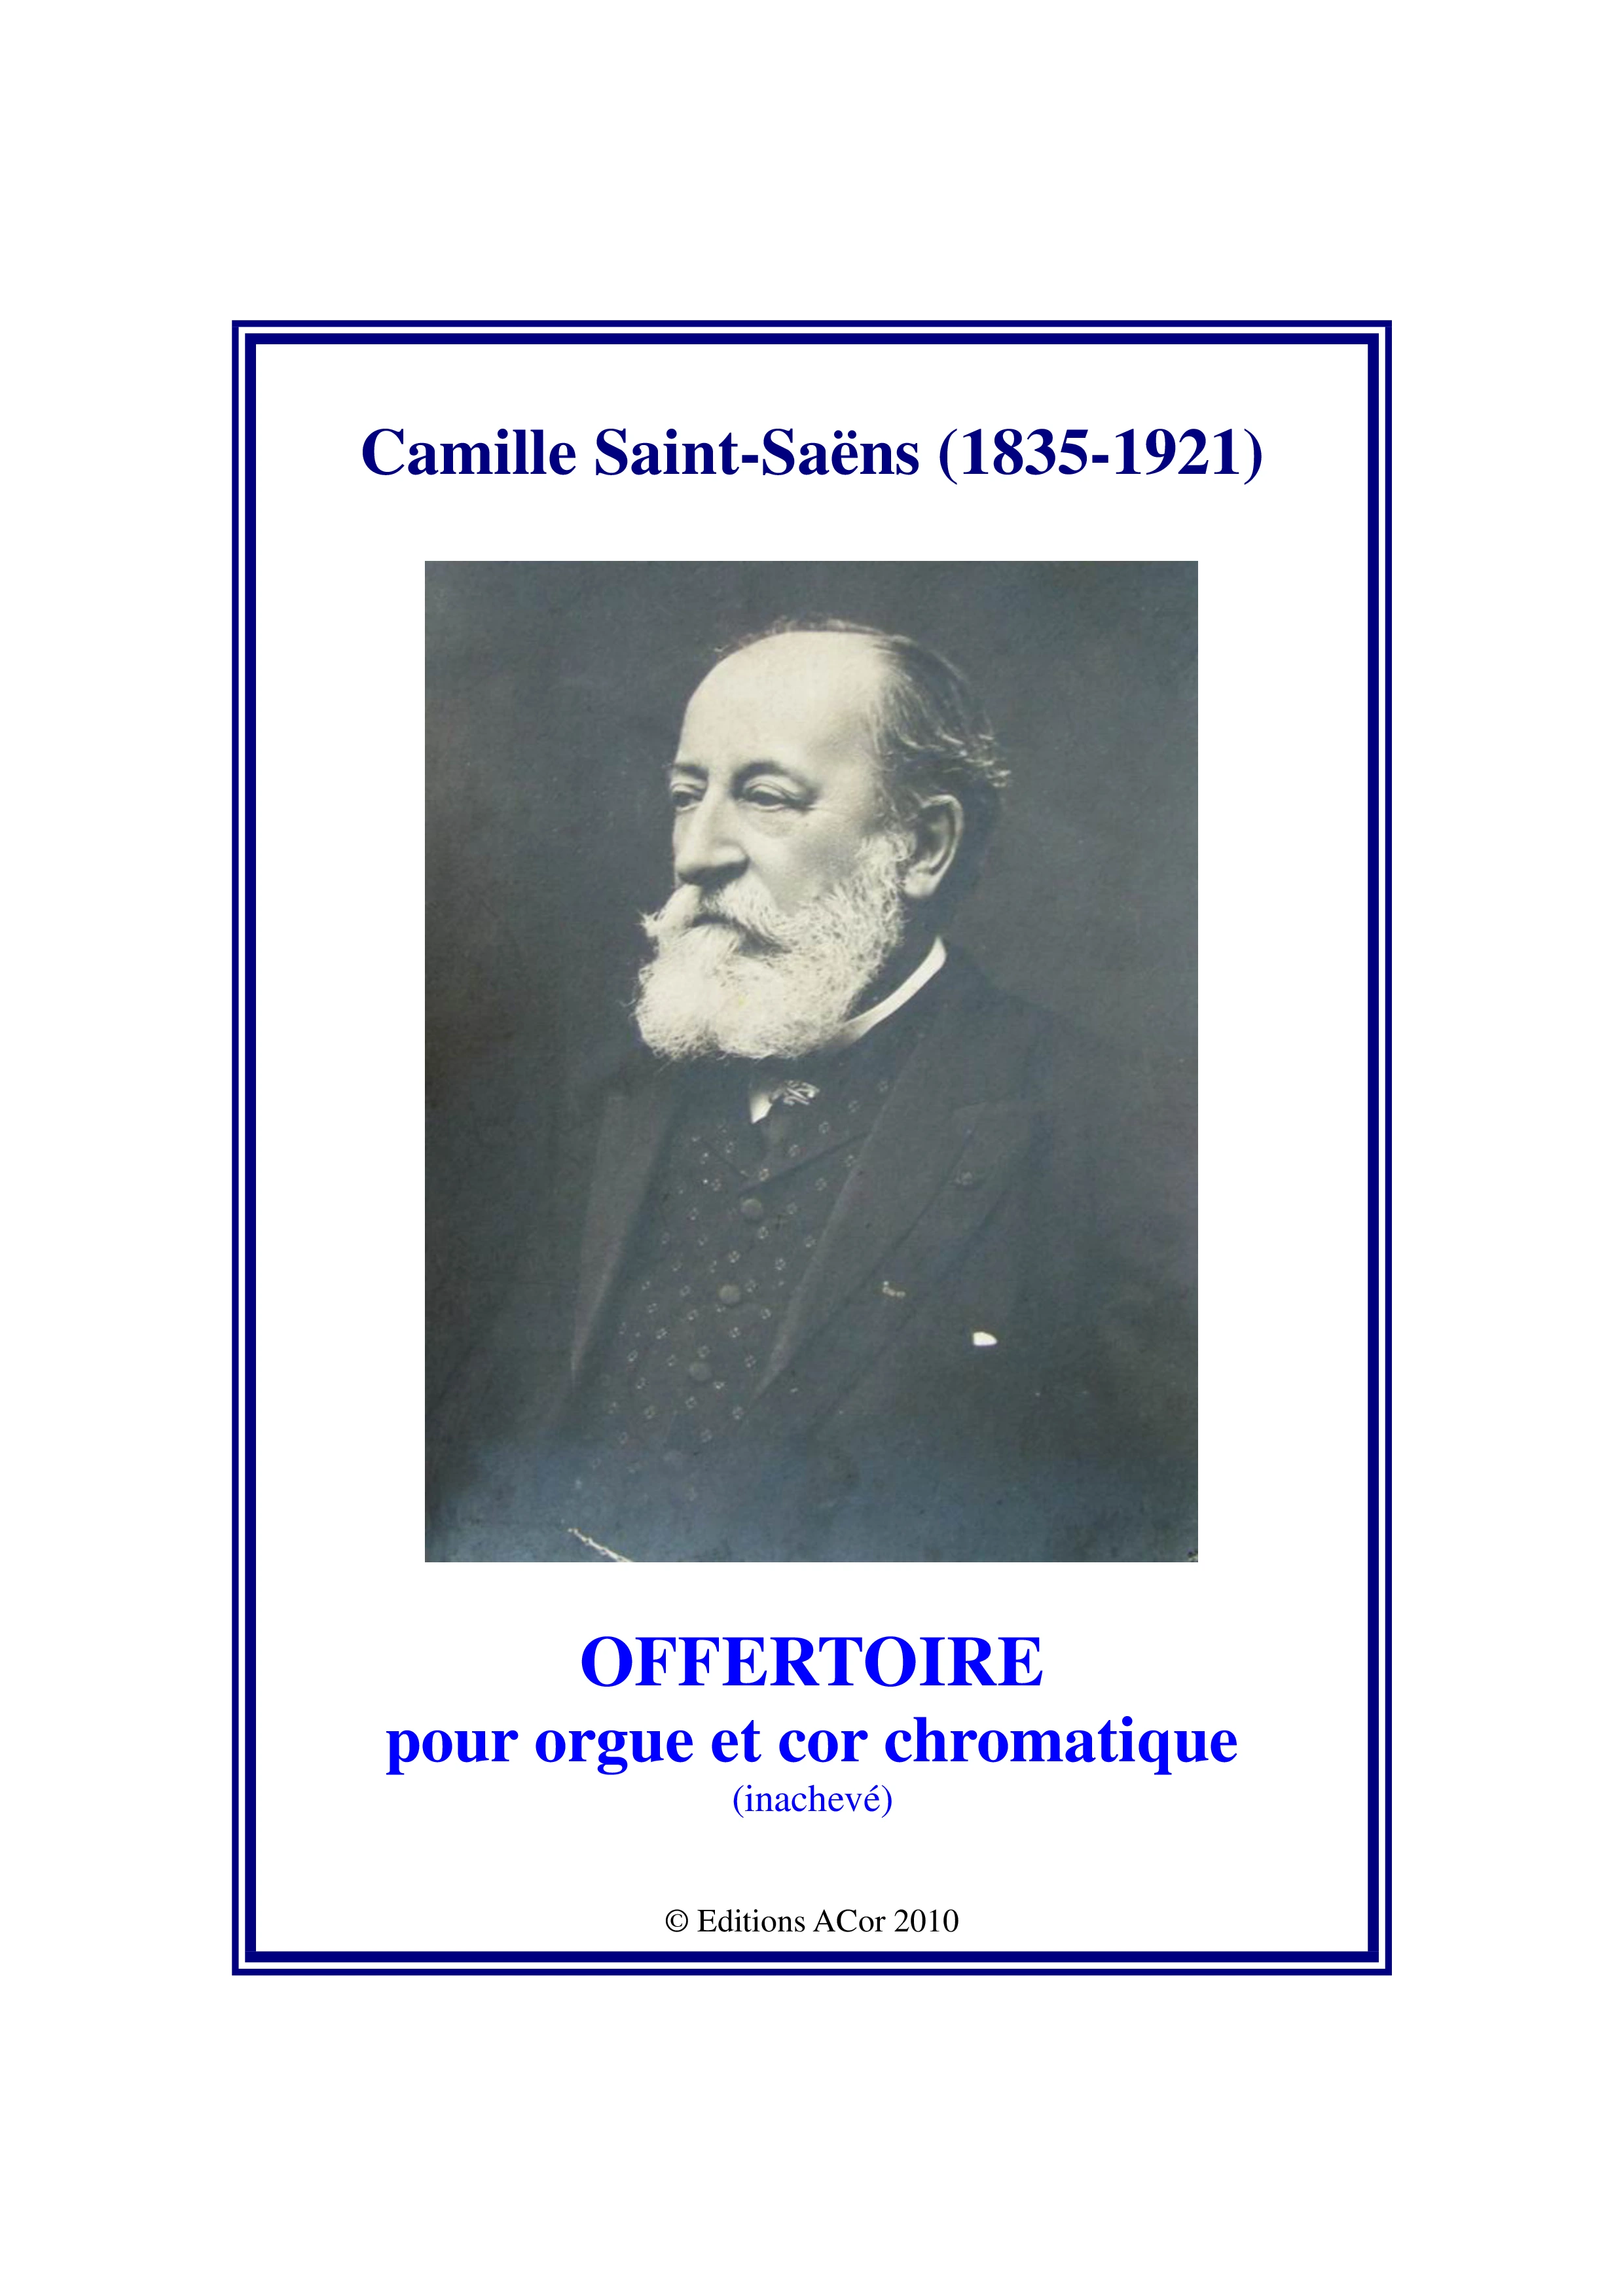 Camille Saint-Saëns (1835-1921)
OFFERTOIRE
pour orgue et cor chromatique
(inachevé)
© Editions ACor 2010